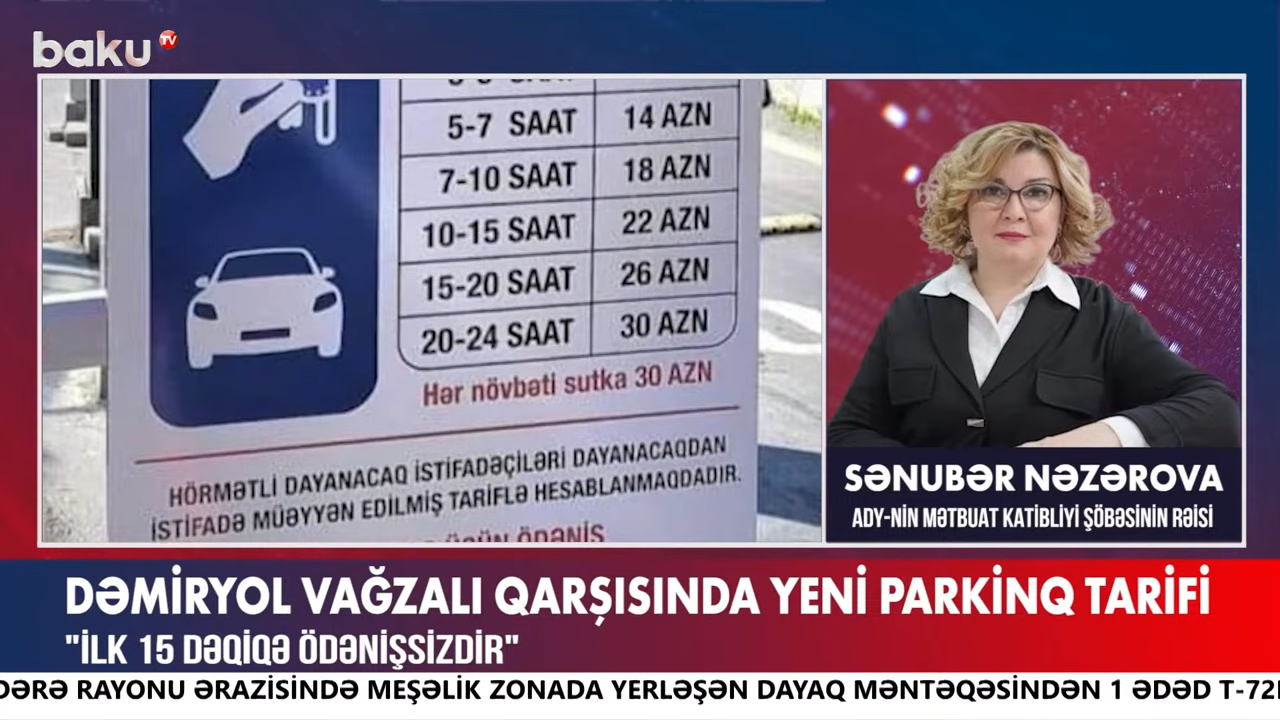 baku TV
5-7 SAAT 14 AZN
7-10 SAAT 18 AZN
10-15 SAAT 22 AZN
15-20 SAAT 26 AZN
20-24 SAAT 30 AZN
Hər növbəti sutka 30 AZN
HÖRMƏTLİ DAYANACAQ İSTİFADƏÇİLƏRİ DAYANACAQDAN
İSTİFADƏ MÜƏYYƏN EDİLMİŞ TARİFLƏ HESABLANMAQDADIR.
ÖDƏNİŞ
SƏNUBƏR NƏZƏROVA
ADY-NİN MƏTBUAT KATİBLİYİ ŞÖBƏSİNİN RƏİSİ
DƏMİRYOL VAĞZALI QARŞISINDA YENİ PARKİNQ TARİFİ
"İLK 15 DƏQİQƏ ÖDƏNİŞSİZDİR"
DƏRƏ RAYONU ƏRAZİSİNDƏ MEŞƏLİK ZONADA YERLƏŞƏN DAYAQ MƏNTƏQƏSİNDƏN 1 ƏDƏD T-72